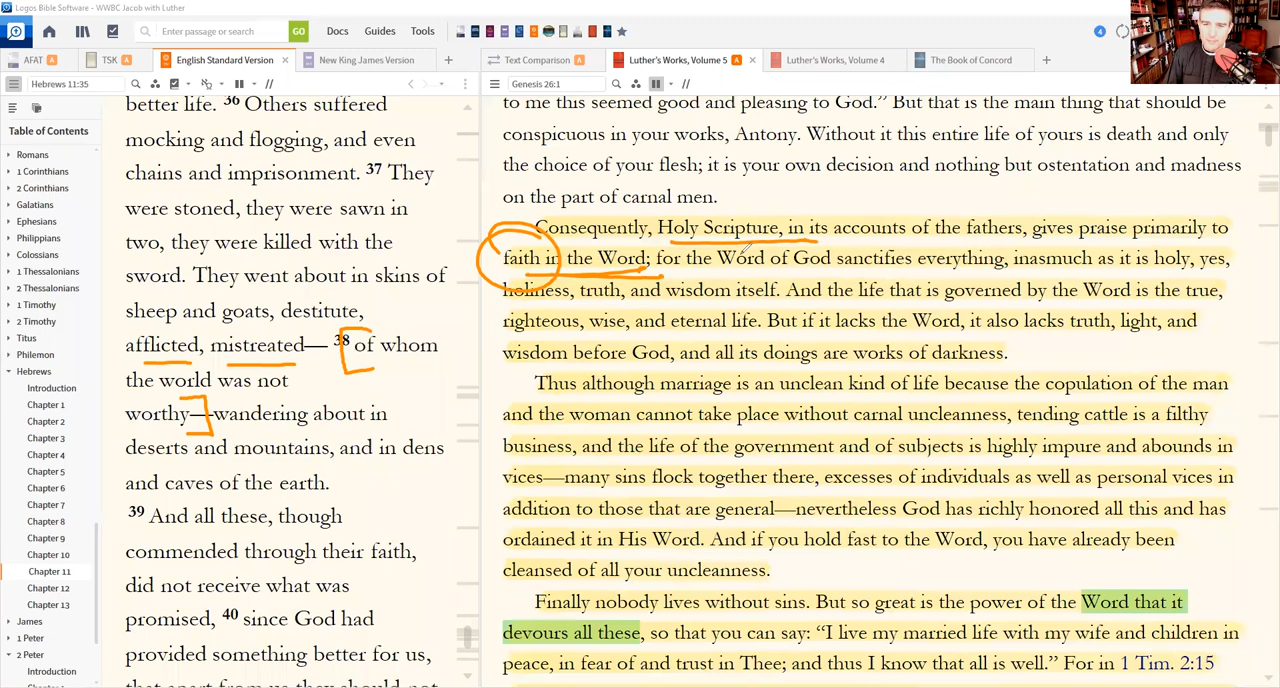 Logos Bible Software - WWBC Jacob with Luther
Enter passage or search
GO
Docs
Guides
Tools
4
AFAT A
TSK A
English Standard Version
New King James Version
Text Comparison A
Luther's Works, Volume 5 A
Luther's Works, Volume 4
The Book of Concord
Hebrews 11:35
Genesis 26:1
Table of Contents
Romans
1 Corinthians
2 Corinthians
Galatians
Ephesians
Philippians
Colossians
1 Thessalonians
2 Thessalonians
1 Timothy
2 Timothy
Titus
Philemon
Hebrews
Introduction
Chapter 1
Chapter 2
Chapter 3
Chapter 4
Chapter 5
Chapter 6
Chapter 7
Chapter 8
Chapter 9
Chapter 10
Chapter 11
Chapter 12
Chapter 13
James
1 Peter
2 Peter
Introduction
better life. 36 Others suffered
mocking and flogging, and even
chains and imprisonment. 37 They
were stoned, they were sawn in
two, they were killed with the
sword. They went about in skins of
sheep and goats, destitute,
afflicted, mistreated— 38 of whom
the world was not
worthy—wandering about in
deserts and mountains, and in dens
and caves of the earth.
39 And all these, though
commended through their faith,
did not receive what was
promised, 40 since God had
provided something better for us,
that apart from us they should not
to me this seemed good and pleasing to God.” But that is the main thing that should be
conspicuous in your works, Antony. Without it this entire life of yours is death and only
the choice of your flesh; it is your own decision and nothing but ostentation and madness
on the part of carnal men.
Consequently, Holy Scripture, in its accounts of the fathers, gives praise primarily to
faith in the Word; for the Word of God sanctifies everything, inasmuch as it is holy, yes,
holiness, truth, and wisdom itself. And the life that is governed by the Word is the true,
righteous, wise, and eternal life. But if it lacks the Word, it also lacks truth, light, and
wisdom before God, and all its doings are works of darkness.
Thus although marriage is an unclean kind of life because the copulation of the man
and the woman cannot take place without carnal uncleanness, tending cattle is a filthy
business, and the life of the government and of subjects is highly impure and abounds in
vices—many sins flock together there, excesses of individuals as well as personal vices in
addition to those that are general—nevertheless God has richly honored all this and has
ordained it in His Word. And if you hold fast to the Word, you have already been
cleansed of all your uncleanness.
Finally nobody lives without sins. But so great is the power of the Word that it
devours all these, so that you can say: “I live my married life with my wife and children in
peace, in fear of and trust in Thee; and thus I know that all is well.” For in 1 Tim. 2:15